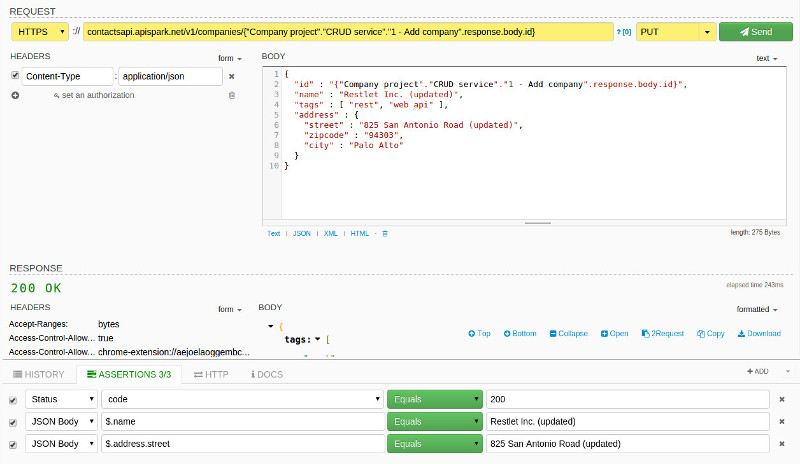 REQUEST
HTTPS :// contactsapi.apispark.net/v1/companies/{"Company project"."CRUD service"."1 - Add company".response.body.id} ? [0] PUT Send
HEADERS form
Content-Type : application/json
set an authorization
BODY text
1 {
2 "id" : "{"Company project"."CRUD service"."1 - Add company".response.body.id}",
3 "name" : "Restlet Inc. (updated)",
4 "tags" : [ "rest", "web api" ],
5 "address" : {
6 "street" : "825 San Antonio Road (updated)",
7 "zipcode" : "94303",
8 "city" : "Palo Alto"
9 }
10 }
Text | JSON | XML | HTML - length: 275 Bytes
RESPONSE
200 OK elapsed time 243ms
HEADERS form
Accept-Ranges: bytes
Access-Control-Allow... true
Access-Control-Allow... chrome-extension://aejoelaoggembc...
BODY formatted
{
tags: [
Top Bottom Collapse Open 2Request Copy Download
HISTORY ASSERTIONS 3/3 HTTP DOCS + ADD
Status code Equals 200
JSON Body $.name Equals Restlet Inc. (updated)
JSON Body $.address.street Equals 825 San Antonio Road (updated)